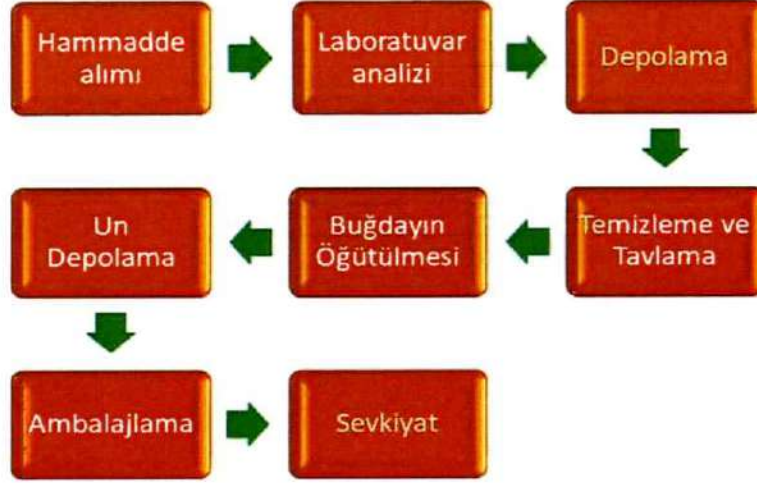 Hammadde
alımı
Laboratuvar
analizi
Depolama
Temizleme ve
Tavlama
Buğdayın
Öğütülmesi
Un
Depolama
Ambalajlama
Sevkiyat